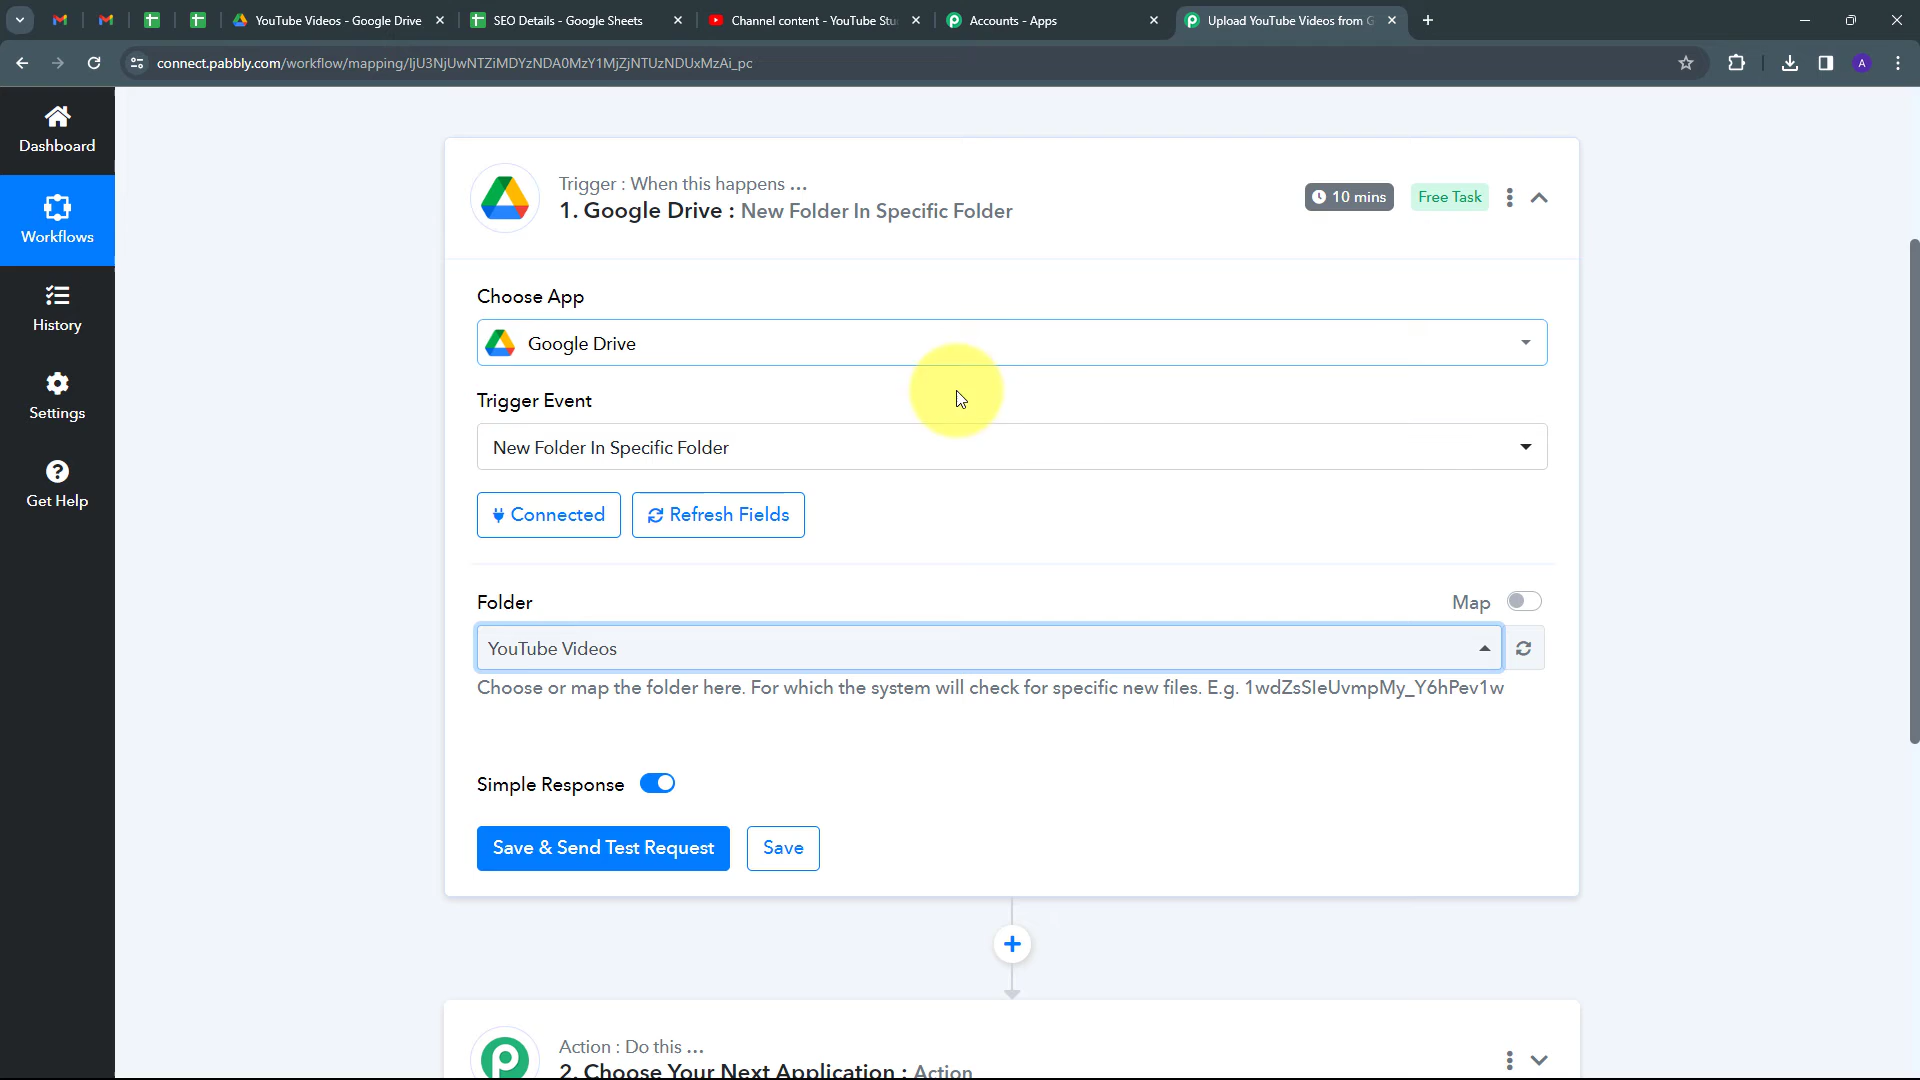 YouTube Videos - Google Drive
SEO Details - Google Sheets
Channel content - YouTube Stu
Accounts - Apps
Upload YouTube Videos from G
connect.pabbly.com/workflow/mapping/IjU3NjUwNTZiMDYzNDA0MzY1MjZjNTUzNDUxMzAi_pc
A
Dashboard
Workflows
History
Settings
Get Help
Trigger : When this happens ...
1. Google Drive : New Folder In Specific Folder
10 mins
Free Task
Choose App
Google Drive
Trigger Event
New Folder In Specific Folder
Connected
Refresh Fields
Folder
Map
YouTube Videos
Choose or map the folder here. For which the system will check for specific new files. E.g. 1wdZsSIeUvmpMy_Y6hPev1w
Simple Response
Save & Send Test Request
Save
Action : Do this ...
2. Choose Your Next Application : Action